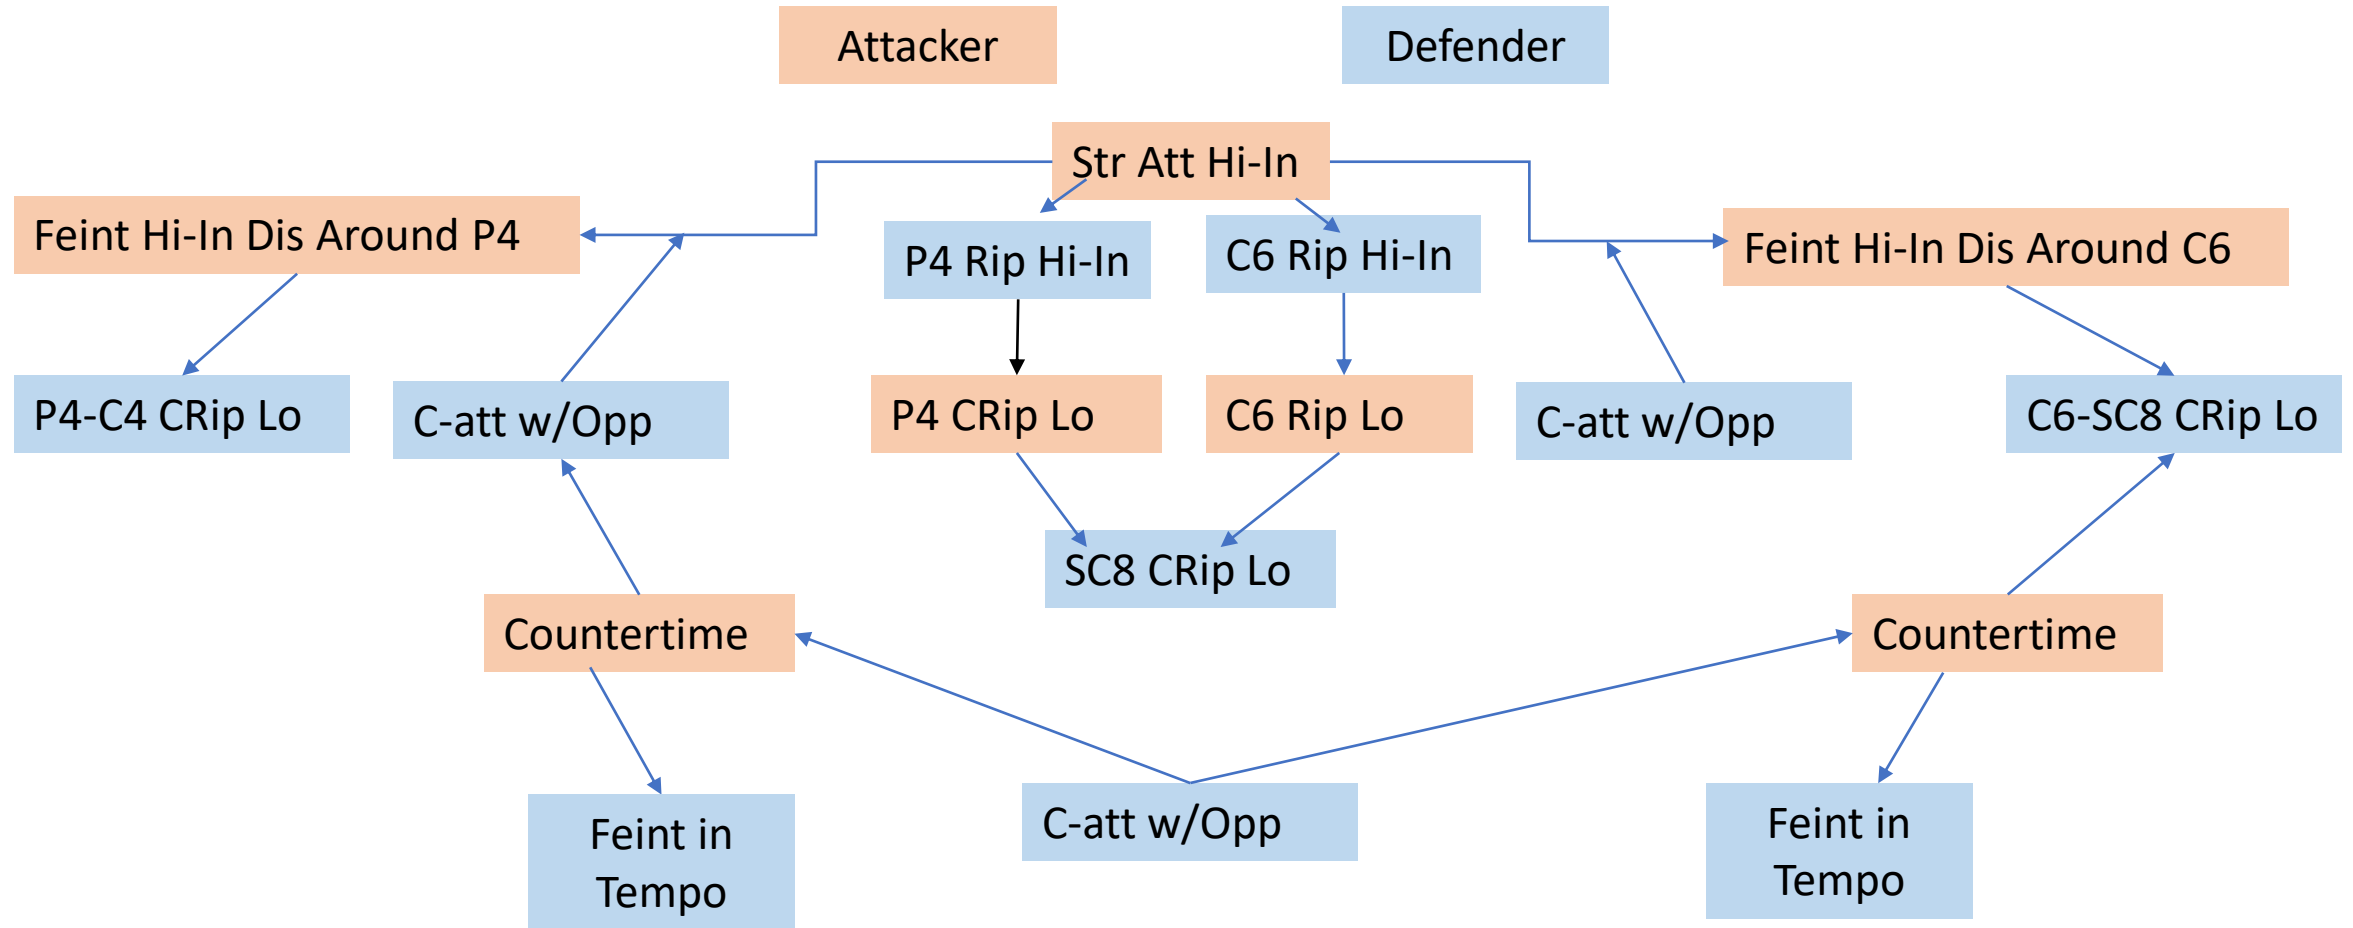 Attacker
Defender
Str Att Hi-In
Feint Hi-In Dis Around P4
P4 Rip Hi-In
C6 Rip Hi-In
Feint Hi-In Dis Around C6
P4-C4 CRip Lo
C-att w/Opp
P4 CRip Lo
C6 Rip Lo
C-att w/Opp
C6-SC8 CRip Lo
SC8 CRip Lo
Countertime
Countertime
Feint in
Tempo
C-att w/Opp
Feint in
Tempo